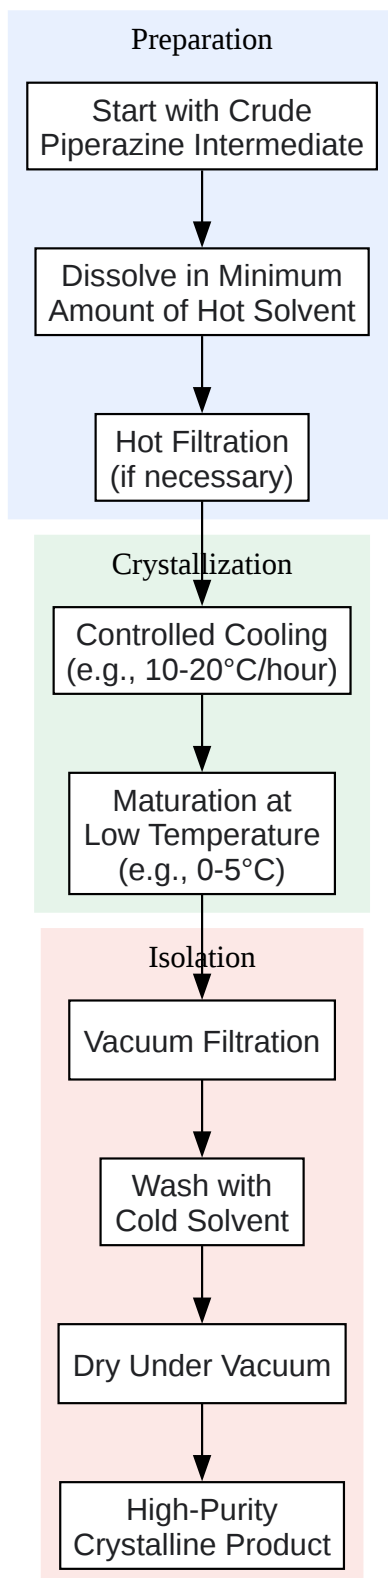 Preparation
Start with Crude
Piperazine Intermediate
Dissolve in Minimum
Amount of Hot Solvent
Hot Filtration
(if necessary)
Crystallization
Controlled Cooling
(e.g., 10-20°C/hour)
Maturation at
Low Temperature
(e.g., 0-5°C)
Isolation
Vacuum Filtration
Wash with
Cold Solvent
Dry Under Vacuum
High-Purity
Crystalline Product